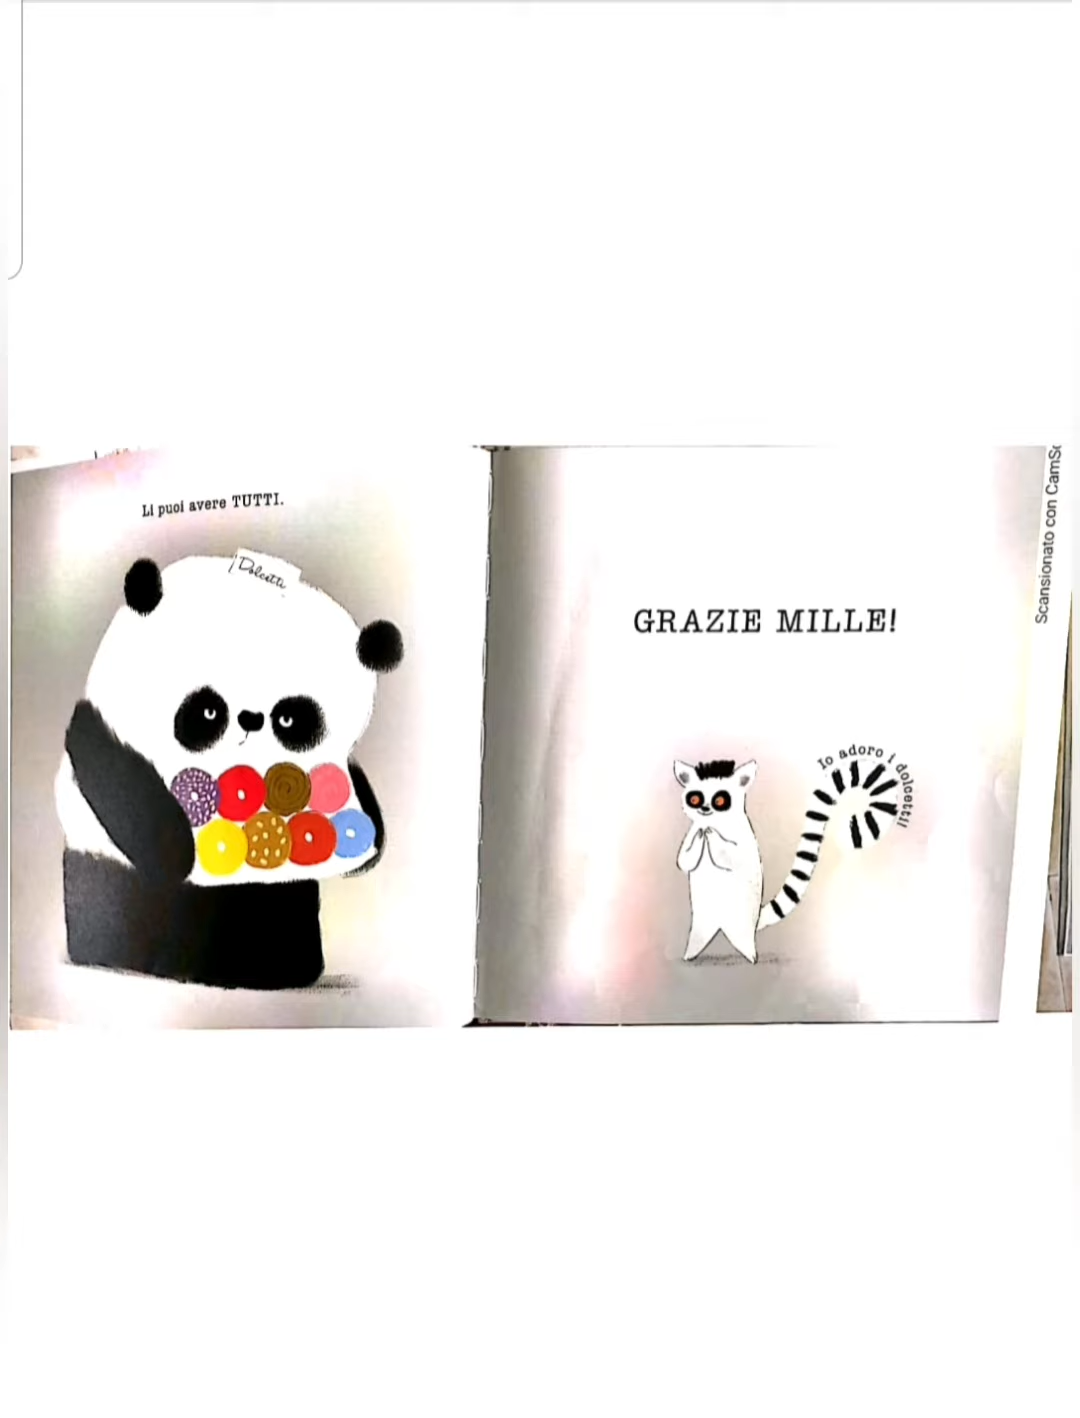 Li puoi avere TUTTI.
Dolcetti
GRAZIE MILLE!
Io adoro i dolcetti!
Scansionato con CamSc